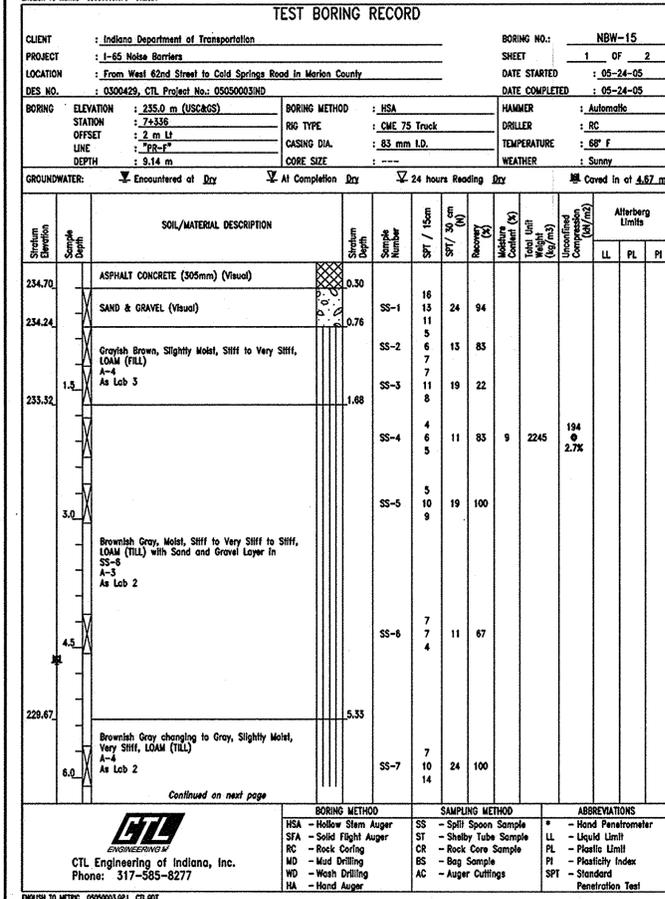 TEST BORING RECORD
CLIENT : Indiana Department of Transportation BORING NO.: NBW-15
PROJECT : I-65 Noise Barriers SHEET 1 OF 2
LOCATION : From West 62nd Street to Cold Springs Road in Marion County DATE STARTED : 05-24-05
DES NO. : 0300429, CTL Project No.: 05050003IND DATE COMPLETED : 05-24-05
BORING ELEVATION : 235.0 m (USC&GS) BORING METHOD : HSA HAMMER : Automatic
STATION : 7+336 RIG TYPE : CME 75 Truck DRILLER : RC
OFFSET : 2 m Lt CASING DIA. : 83 mm I.D. TEMPERATURE : 68° F
LINE : "PR-F" CORE SIZE : --- WEATHER : Sunny
DEPTH : 9.14 m
GROUNDWATER: Encountered at Dry At Completion Dry 24 hours Reading Dry Caved in at 4.67 m
Stratum Elevation Sample Depth SOIL/MATERIAL DESCRIPTION Stratum Depth Sample Number SPT / 15cm SPT/ 30 cm (N) Recovery (%) Moisture Content (%) Total Unit Weight (kg/m3) Unconfined Compression (kN/m2) Atterberg Limits
LL PL PI
ASPHALT CONCRETE (305mm) (Visual)
234.70 0.30
16
SAND & GRAVEL (Visual) SS-1 13 24 94
11
234.24 0.76
5
Grayish Brown, Slightly Moist, Stiff to Very Stiff, SS-2 6 13 83
LOAM (FILL) 7
A-4 7
As Lab 3 1.5 SS-3 11 19 22
233.32 1.68 8
4 194
SS-4 6 11 83 9 2245 @
5 2.7%
5
SS-5 10 19 100
3.0 9
Brownish Gray, Moist, Stiff to Very Stiff to Stiff,
LOAM (TILL) with Sand and Gravel Layer in
SS-6
A-3
As Lab 2
7
SS-6 7 11 67
4.5 4
229.67 5.33
Brownish Gray changing to Gray, Slightly Moist,
Very Stiff, LOAM (TILL)
A-4 7
As Lab 2 SS-7 10 24 100
6.0 14
Continued on next page
CTL
ENGINEERING
CTL Engineering of Indiana, Inc.
Phone: 317-585-8277
BORING METHOD
HSA - Hollow Stem Auger
SFA - Solid Flight Auger
RC - Rock Coring
MD - Mud Drilling
WD - Wash Drilling
HA - Hand Auger
SAMPLING METHOD
SS - Split Spoon Sample
ST - Shelby Tube Sample
CR - Rock Core Sample
BS - Bag Sample
AC - Auger Cuttings
ABBREVIATIONS
* - Hand Penetrometer
LL - Liquid Limit
PL - Plastic Limit
PI - Plasticity Index
SPT - Standard
Penetration Test
ENGLISH TO METRIC 05050003.GPJ CTL.GDT